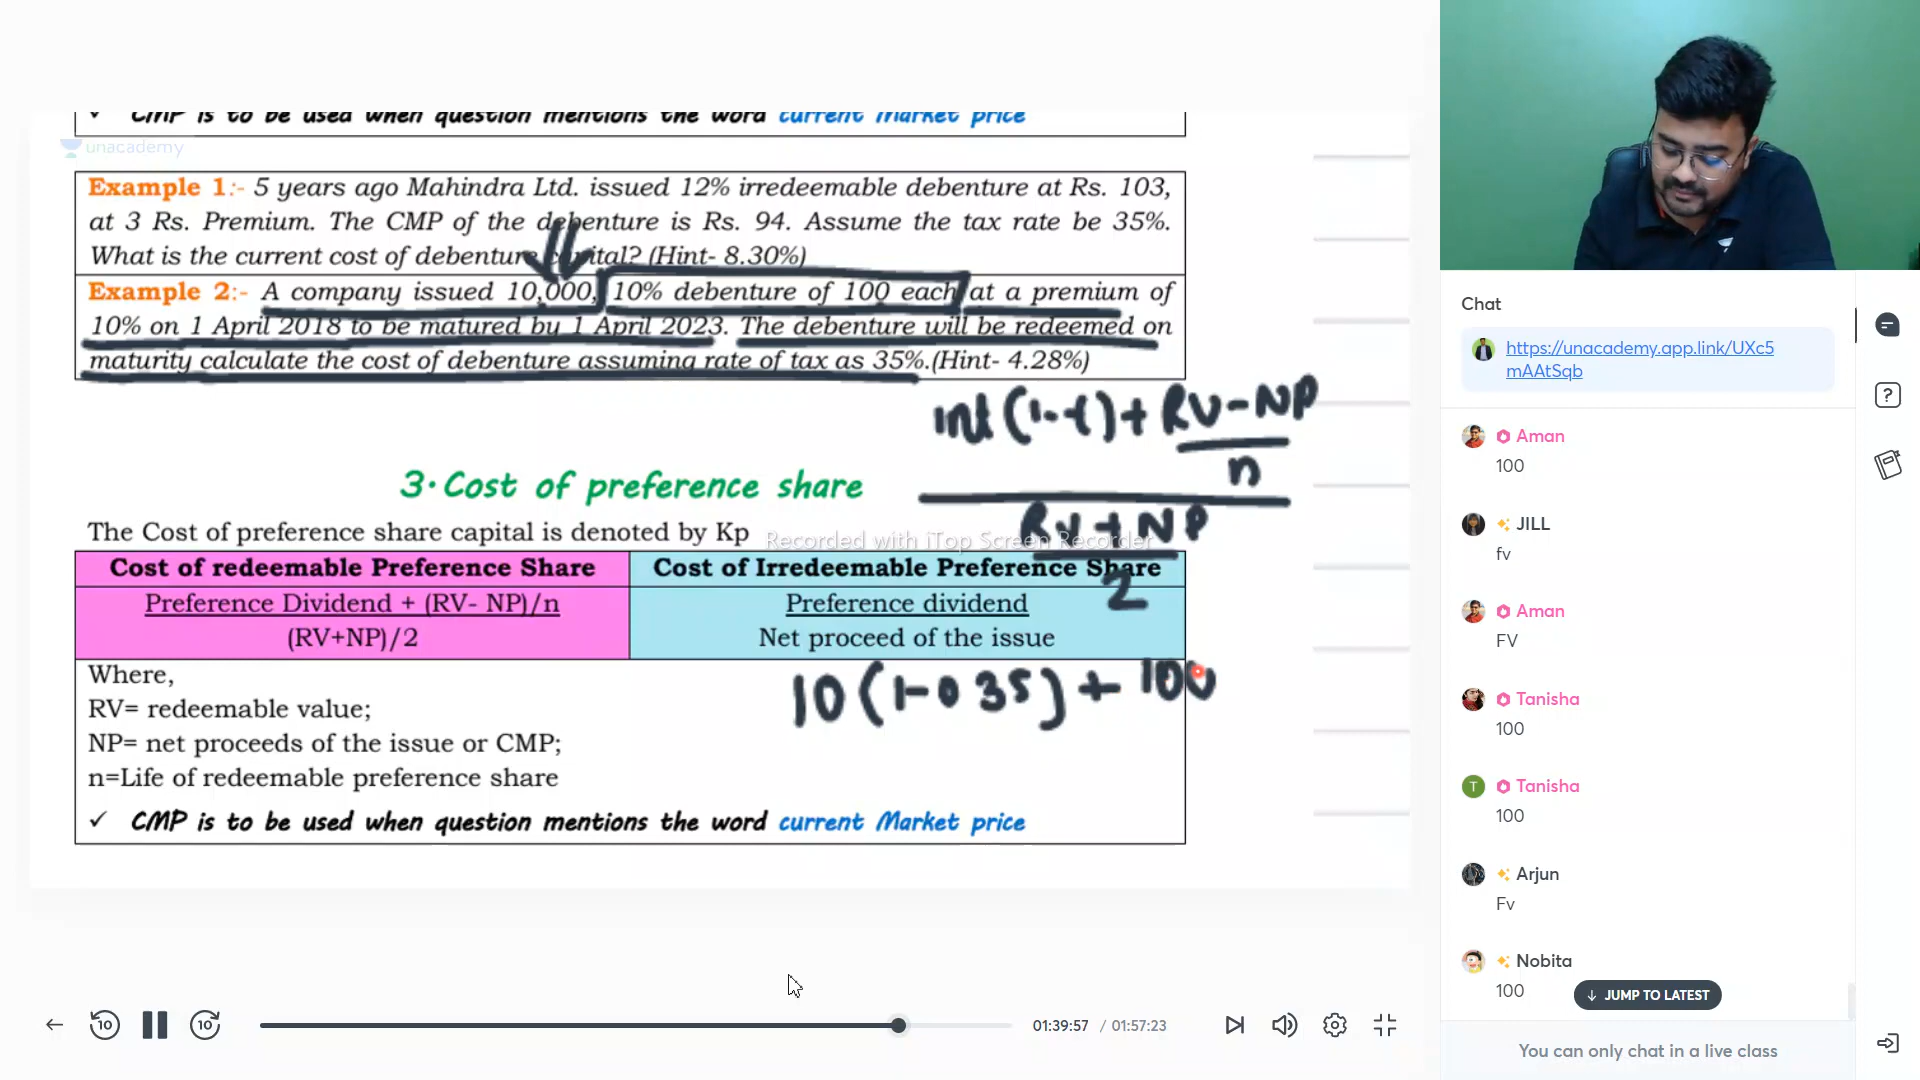 ✓ CMP is to be used when question mentions the word current Market price
unacademy
Example 1:- 5 years ago Mahindra Ltd. issued 12% irredeemable debenture at Rs. 103,
at 3 Rs. Premium. The CMP of the debenture is Rs. 94. Assume the tax rate be 35%.
What is the current cost of debenture capital? (Hint- 8.30%)
Example 2:- A company issued 10,000, 10% debenture of 100 each at a premium of
10% on 1 April 2018 to be matured by 1 April 2023. The debenture will be redeemed on
maturity calculate the cost of debenture assuming rate of tax as 35%.(Hint- 4.28%)
int (1-t) + RV-NP
n
RV+NP
2
3. Cost of preference share
The Cost of preference share capital is denoted by Kp
Recorded with iTop Screen Recorder
Cost of redeemable Preference Share
Preference Dividend + (RV- NP)/n
(RV+NP)/2
Cost of Irredeemable Preference Share
Preference dividend
Net proceed of the issue
10 (1-0 35) + 100
Where,
RV= redeemable value;
NP= net proceeds of the issue or CMP;
n=Life of redeemable preference share
✓ CMP is to be used when question mentions the word current Market price
10
10
01:39:57 / 01:57:23
Chat
https://unacademy.app.link/UXc5
mAAtSqb
Aman
100
JILL
fv
Aman
FV
Tanisha
100
T Tanisha
100
Arjun
Fv
Nobita
100
↓ JUMP TO LATEST
You can only chat in a live class